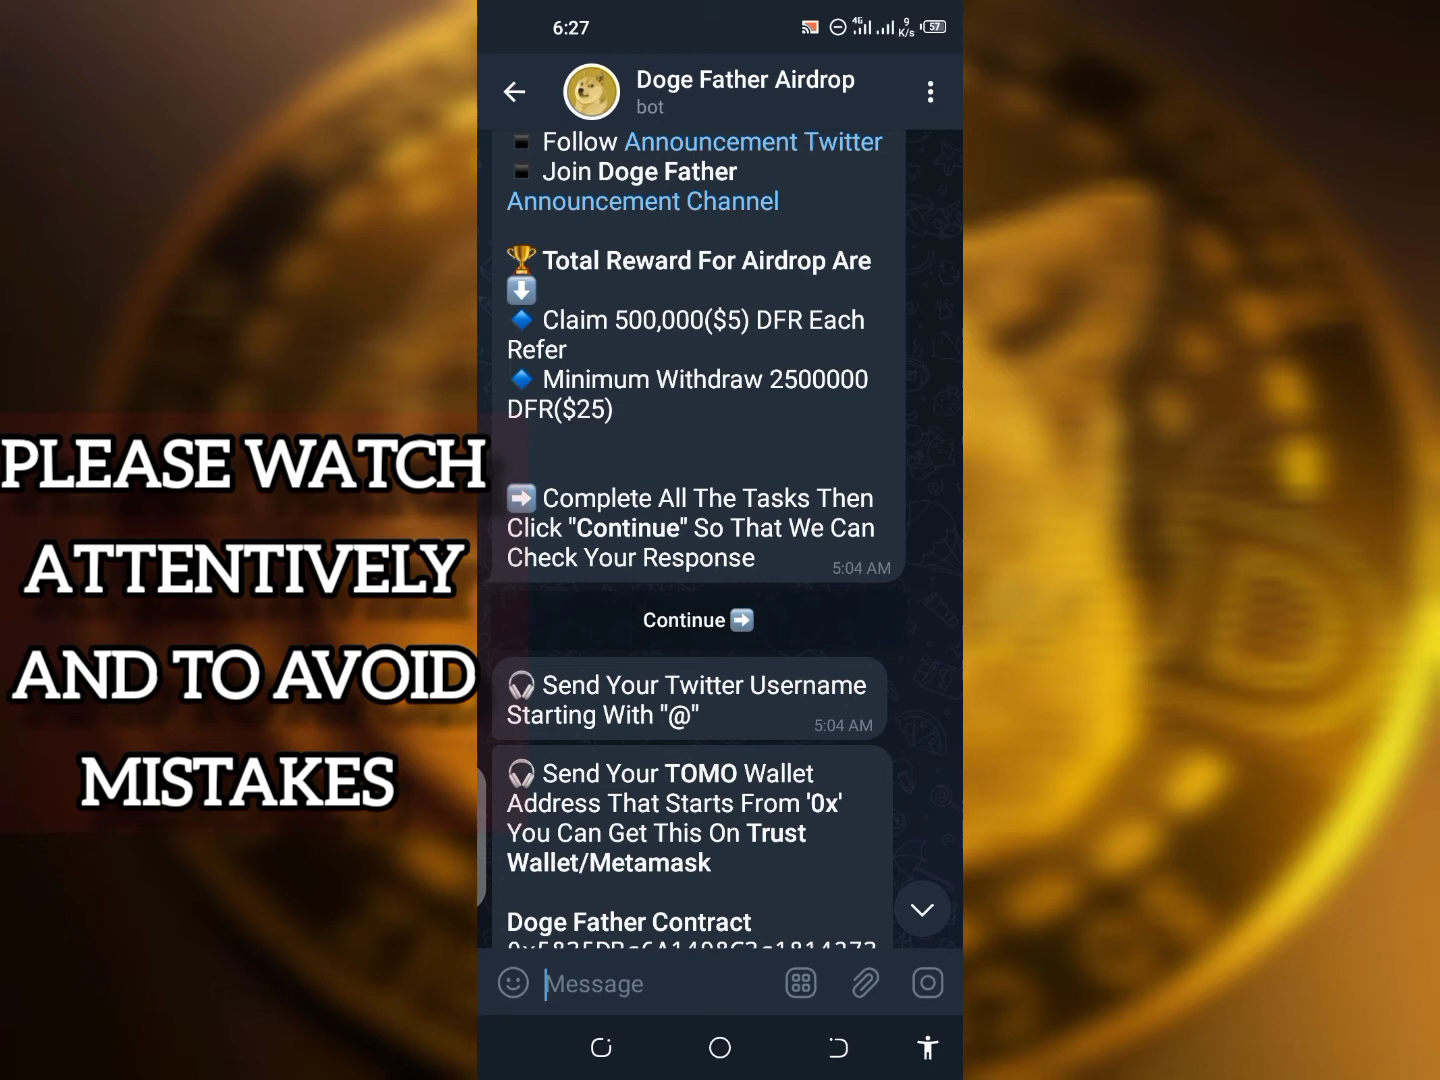 6:27
4G
9
K/s
57
Doge Father Airdrop
bot
Follow Announcement Twitter
Join Doge Father
Announcement Channel
Total Reward For Airdrop Are
Claim 500,000($5) DFR Each
Refer
Minimum Withdraw 2500000
DFR($25)
Complete All The Tasks Then
Click "Continue" So That We Can
Check Your Response
5:04 AM
Continue
Send Your Twitter Username
Starting With "@"
5:04 AM
Send Your TOMO Wallet
Address That Starts From '0x'
You Can Get This On Trust
Wallet/Metamask
Doge Father Contract
Message
PLEASE WATCH
ATTENTIVELY
AND TO AVOID
MISTAKES